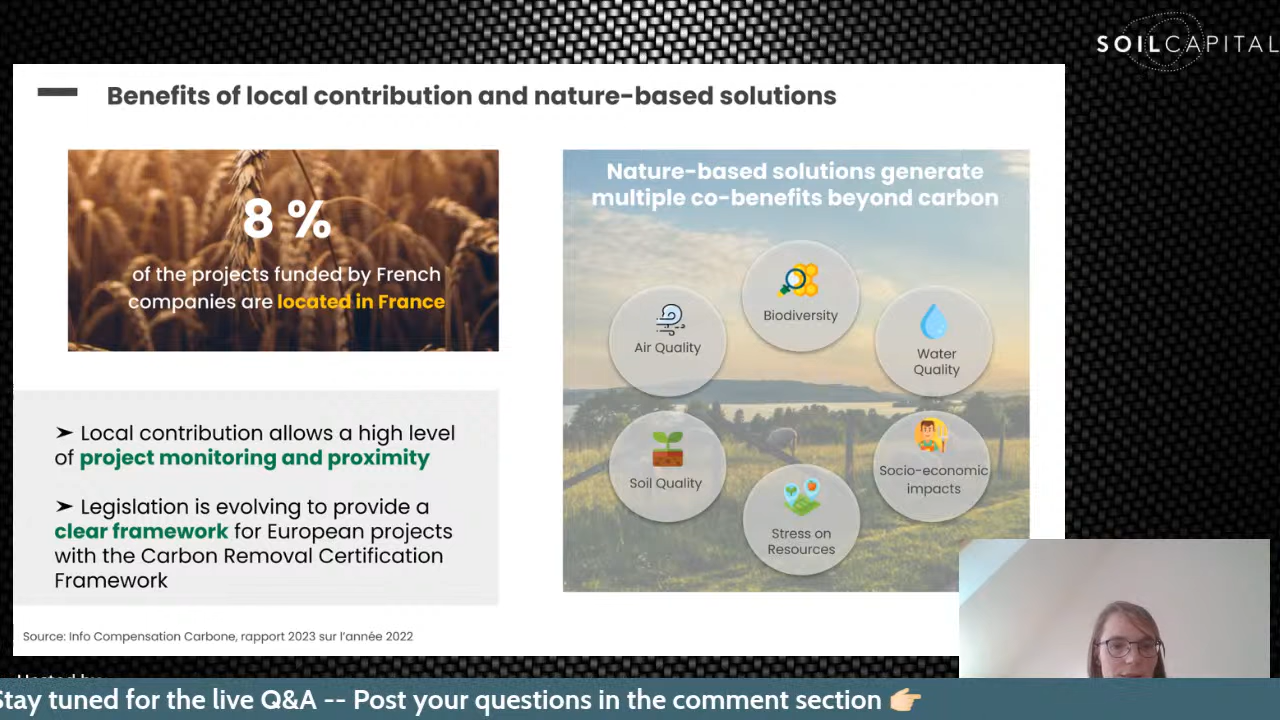 SOILCAPITAL
Benefits of local contribution and nature-based solutions
8 %
of the projects funded by French
companies are located in France
➤ Local contribution allows a high level
of project monitoring and proximity
➤ Legislation is evolving to provide a
clear framework for European projects
with the Carbon Removal Certification
Framework
Source: Info Compensation Carbone, rapport 2023 sur l'année 2022
Nature-based solutions generate
multiple co-benefits beyond carbon
Biodiversity
Air Quality
Water
Quality
Soil Quality
Socio-economic
impacts
Stress on
Resources
Hosted by
Stay tuned for the live Q&A -- Post your questions in the comment section 👉🏻